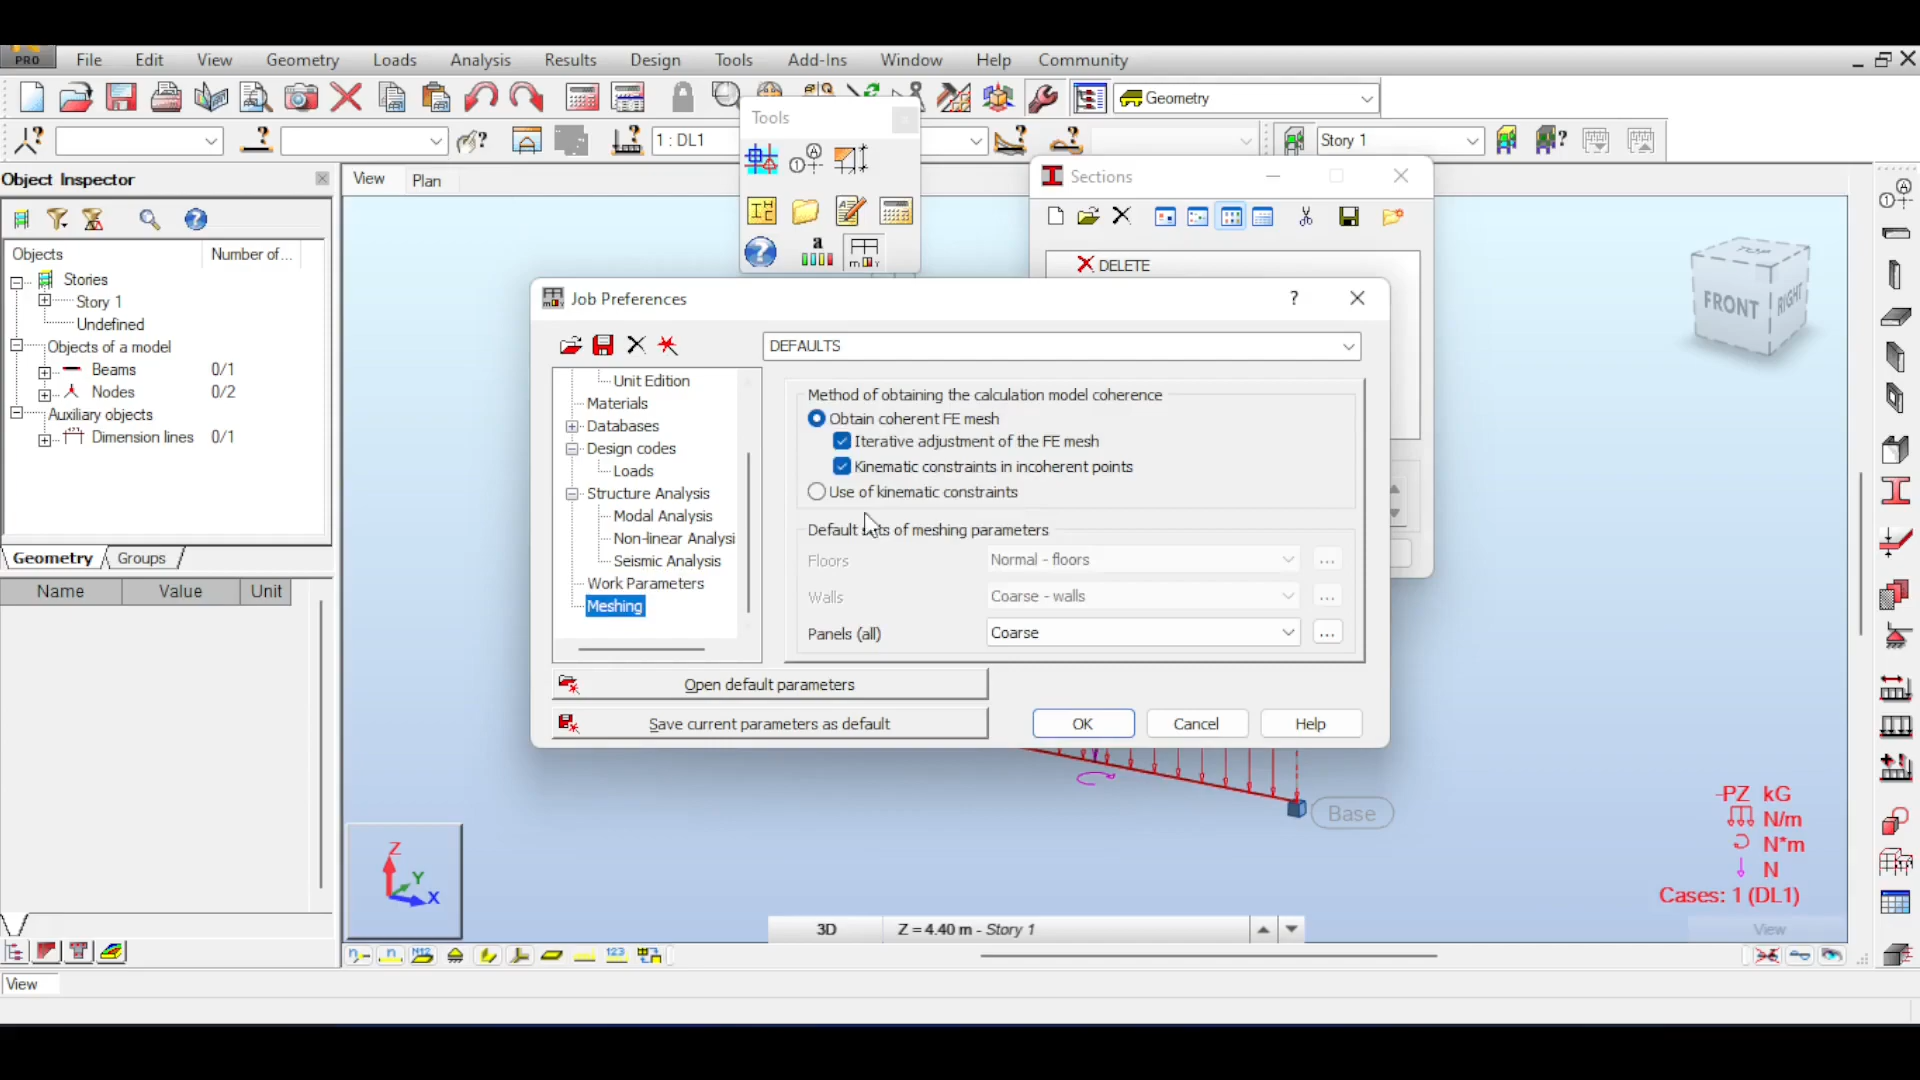 PRO
File Edit View Geometry Loads Analysis Results Design Tools Add-Ins Window Help Community
Geometry
1 : DL1
Story 1
Tools
Object Inspector
View Plan
Sections
Objects Number of...
DELETE
Stories
Story 1
Undefined
Objects of a model
Beams 0/1
Nodes 0/2
Auxiliary objects
Dimension lines 0/1
Geometry Groups
Name Value Unit
TOP
FRONT
RIGHT
Job Preferences
?
DEFAULTS
Unit Edition
Materials
Databases
Design codes
Loads
Structure Analysis
Modal Analysis
Non-linear Analysi
Seismic Analysis
Work Parameters
Meshing
Method of obtaining the calculation model coherence
Obtain coherent FE mesh
Iterative adjustment of the FE mesh
Kinematic constraints in incoherent points
Use of kinematic constraints
Default sets of meshing parameters
Floors Normal - floors ...
Walls Coarse - walls ...
Panels (all) Coarse ...
Open default parameters
Save current parameters as default
OK Cancel Help
Base
-PZ kG
N/m
N*m
N
Cases: 1 (DL1)
Z
Y
X
3D Z = 4.40 m - Story 1
View
View